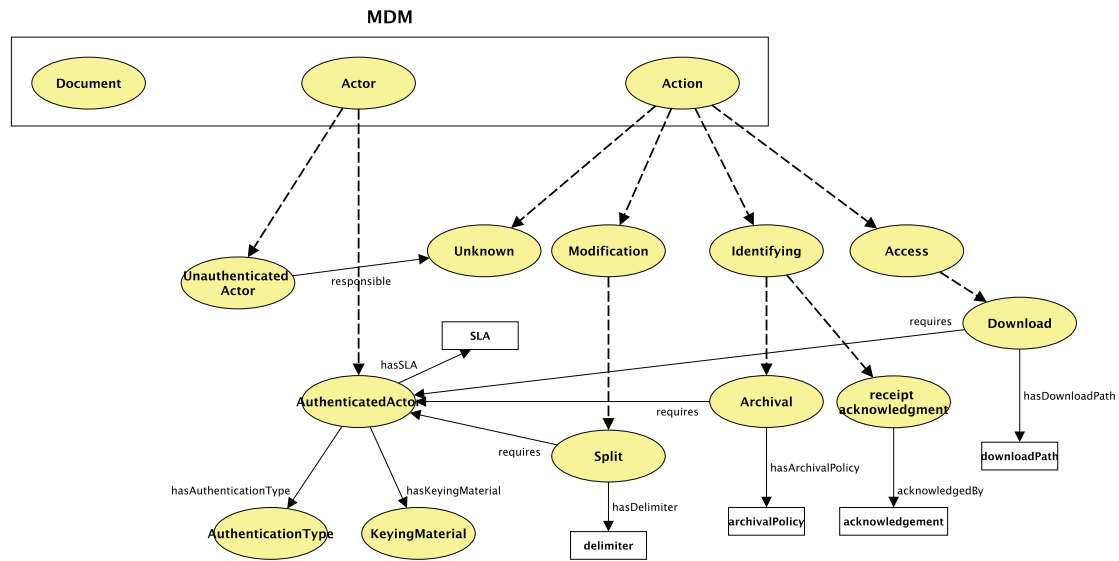 MDM
Document
Actor
Action
Unknown
Modification
Identifying
Access
Unauthenticated
Actor
responsible
Download
requires
SLA
hasSLA
AuthenticatedActor
requires
Archival
receipt
acknowledgment
hasDownloadPath
requires
Split
downloadPath
hasArchivalPolicy
hasAuthenticationType
hasKeyingMaterial
acknowledgedBy
hasDelimiter
archivalPolicy
acknowledgement
AuthenticationType
KeyingMaterial
delimiter